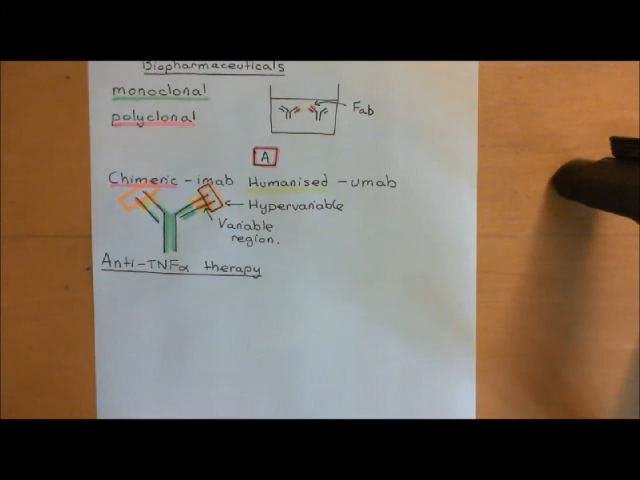 Biopharmaceuticals
monoclonal
polyclonal
Fab
A
Chimeric -imab Humanised -umab
Hypervariable
Variable
region.
Anti-TNFα therapy